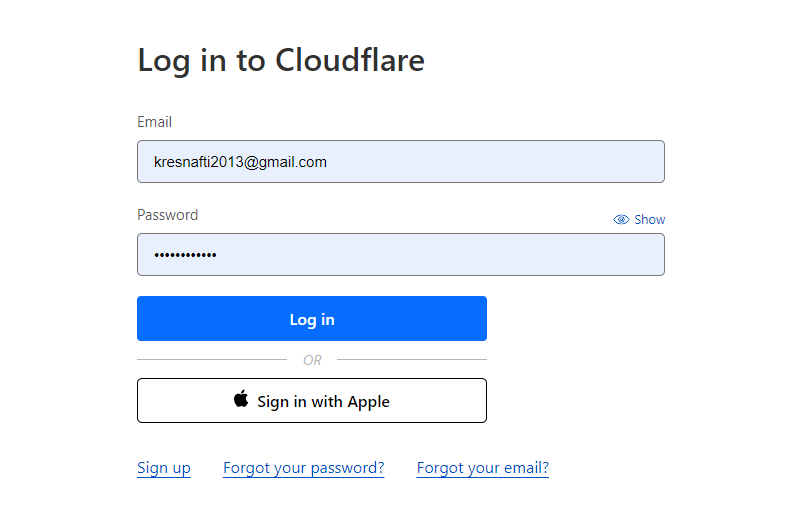 Log in to Cloudflare
Email
kresnafti2013@gmail.com
Password
Show
••••••••••••
Log in
OR
Sign in with Apple
Sign up Forgot your password? Forgot your email?